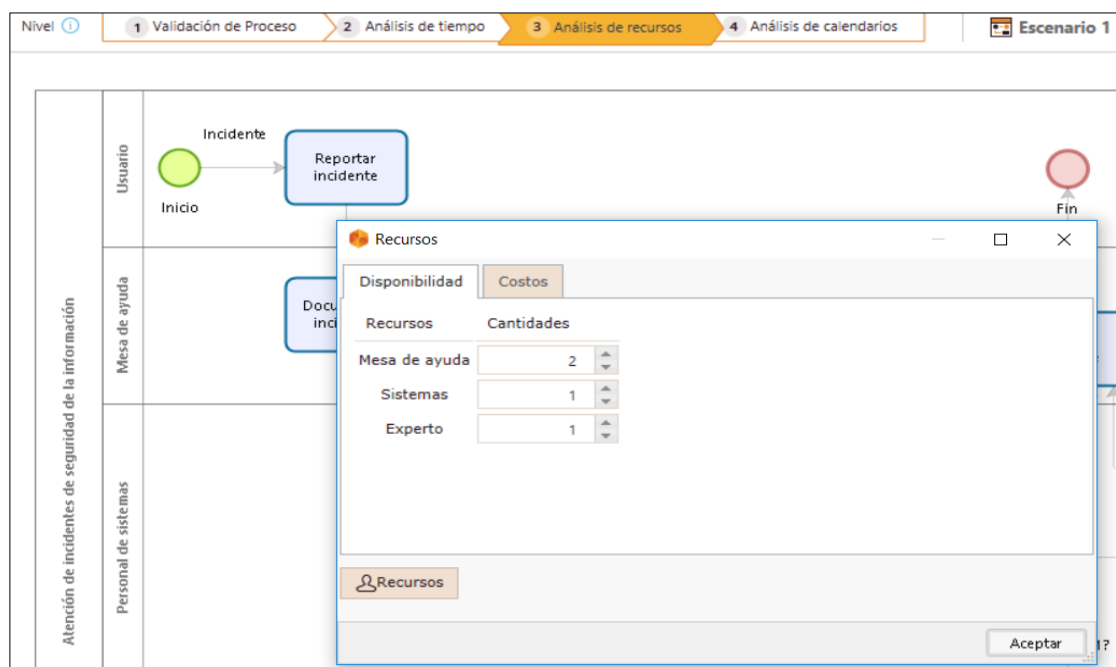 Nivel
1 Validación de Proceso
2 Análisis de tiempo
3 Análisis de recursos
4 Análisis de calendarios
Escenario 1
Atención de incidentes de seguridad de la información
Usuario
Incidente
Reportar
incidente
Inicio
Fin
Mesa de ayuda
Docu
inci
Personal de sistemas
Recursos
Disponibilidad
Costos
Recursos Cantidades
Mesa de ayuda 2
Sistemas 1
Experto 1
Recursos
Aceptar